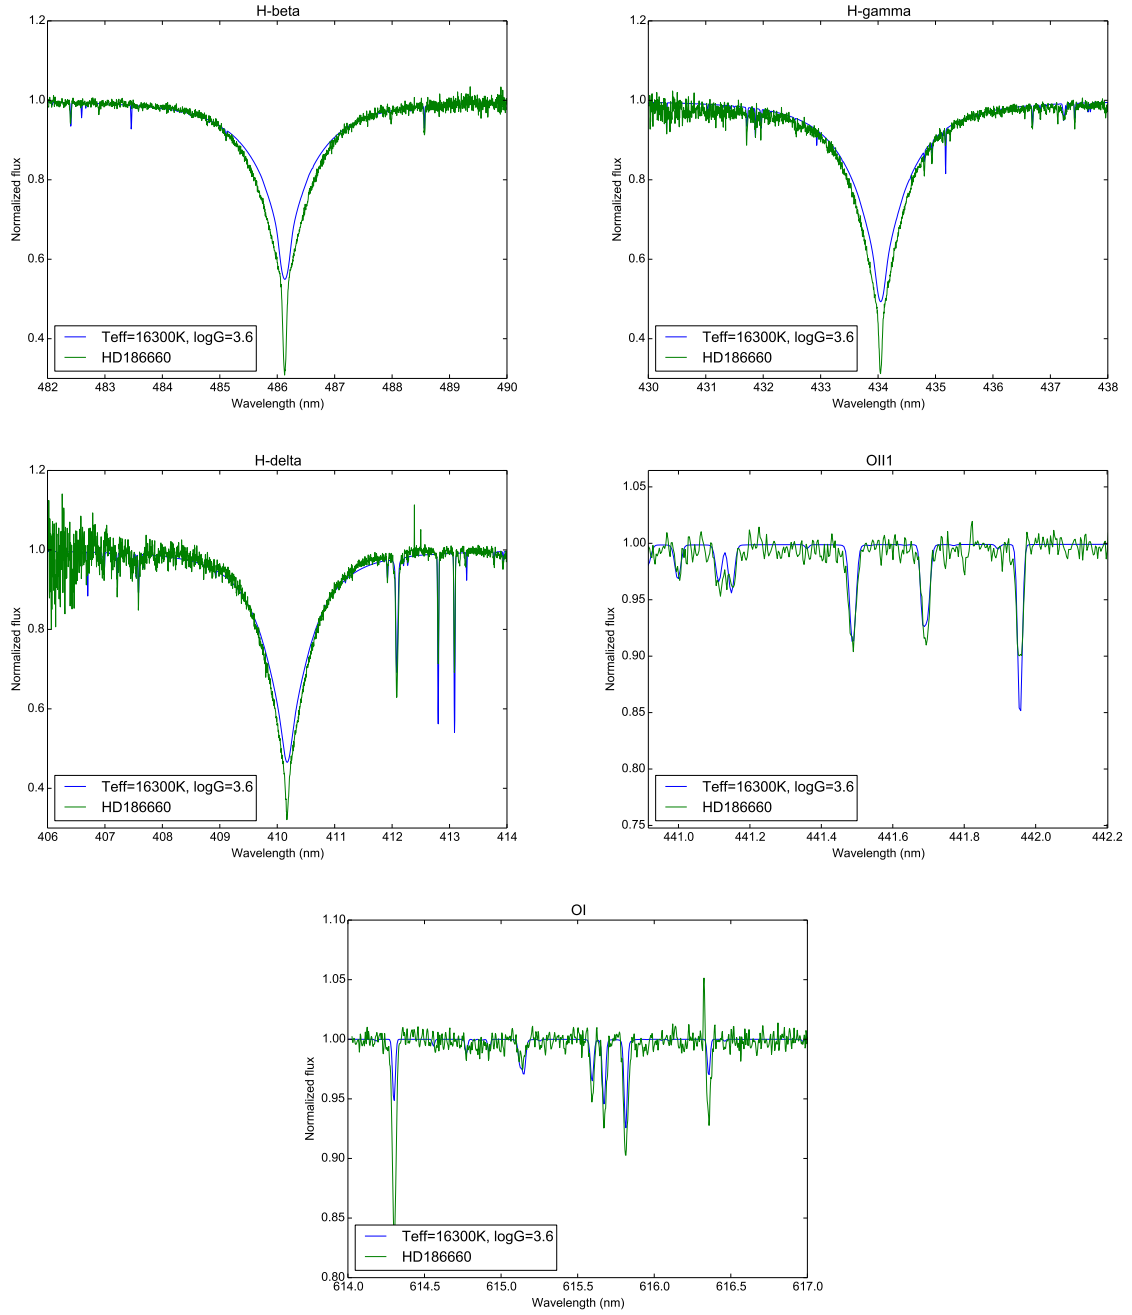 H-beta
1.2
1.0
0.8
0.6
0.4
Normalized flux
Teff=16300K, logG=3.6
HD186660
482 483 484 485 486 487 488 489 490
Wavelength (nm)
H-gamma
1.2
1.0
0.8
0.6
0.4
Normalized flux
Teff=16300K, logG=3.6
HD186660
430 431 432 433 434 435 436 437 438
Wavelength (nm)
H-delta
1.2
1.0
0.8
0.6
0.4
Normalized flux
Teff=16300K, logG=3.6
HD186660
406 407 408 409 410 411 412 413 414
Wavelength (nm)
OII1
1.05
1.00
0.95
0.90
0.85
0.80
0.75
Normalized flux
Teff=16300K, logG=3.6
HD186660
441.0 441.2 441.4 441.6 441.8 442.0 442.2
Wavelength (nm)
OI
1.10
1.05
1.00
0.95
0.90
0.85
0.80
Normalized flux
Teff=16300K, logG=3.6
HD186660
614.0 614.5 615.0 615.5 616.0 616.5 617.0
Wavelength (nm)